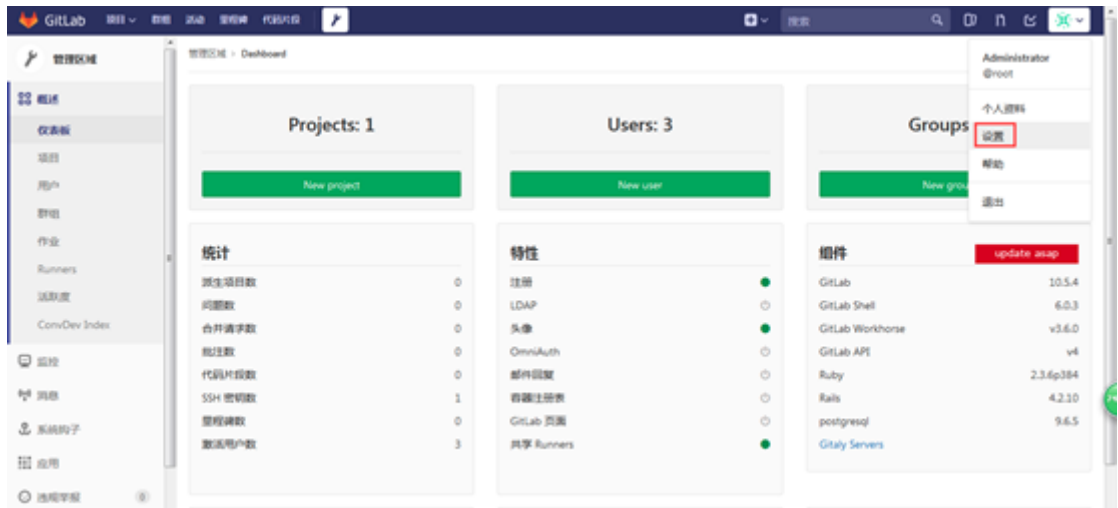 GitLab 项目 群组 活动 里程碑 代码片段 搜索
管理区域
管理区域 > Dashboard
Administrator
@root
个人资料
设置
帮助
退出
概述
仪表板
项目
用户
群组
作业
Runners
活跃度
ConvDev Index
监控
消息
系统钩子
应用
违规举报 0
Projects: 1
New project
Users: 3
New user
Groups
New grou
统计
派生项目数 0
问题数 0
合并请求数 0
批注数 0
代码片段数 0
SSH 密钥数 1
里程碑数 0
激活用户数 3
特性
注册
LDAP
头像
OmniAuth
邮件回复
容器注册表
GitLab 页面
共享 Runners
组件 update asap
GitLab 10.5.4
GitLab Shell 6.0.3
GitLab Workhorse v3.6.0
GitLab API v4
Ruby 2.3.6p384
Rails 4.2.10
postgresql 9.6.5
Gitaly Servers